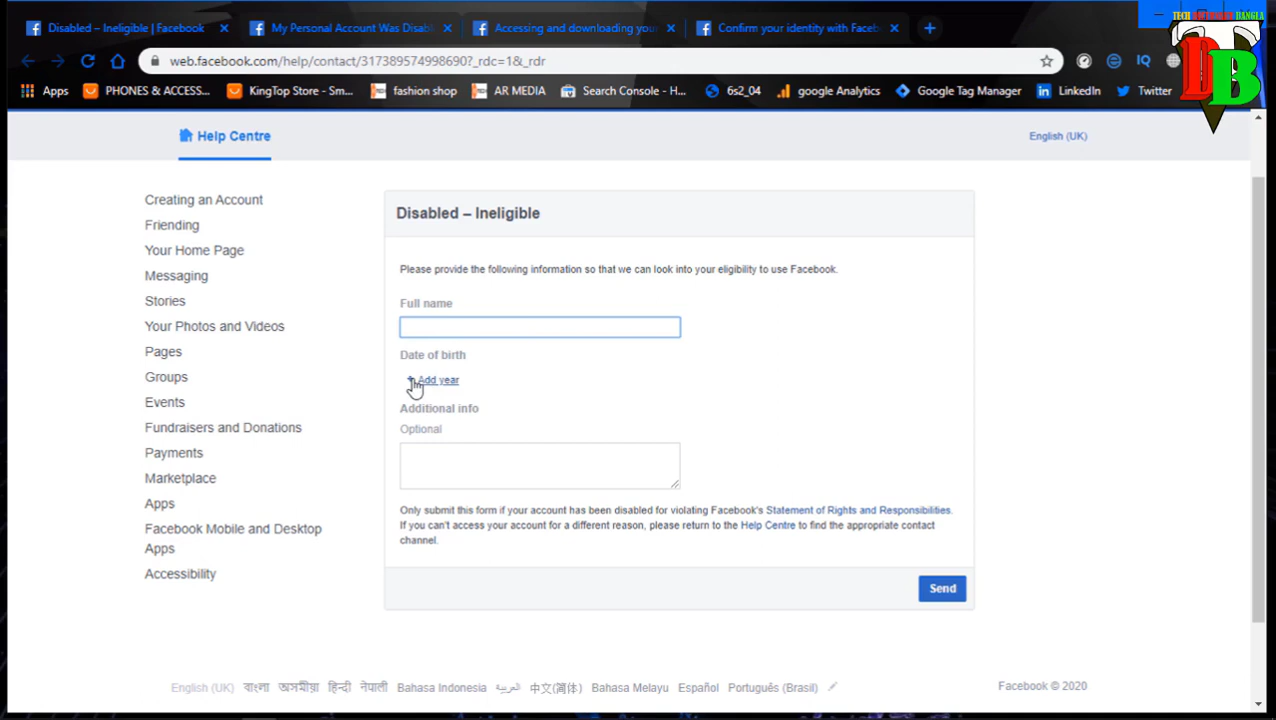 Disabled – Ineligible | Facebook
My Personal Account Was Disabl
Accessing and downloading your
Confirm your identity with Faceb
web.facebook.com/help/contact/317389574998690?_rdc=1&_rdr
IQ
Apps
PHONES & ACCESS...
KingTop Store - Sm...
fashion shop
AR MEDIA
Search Console - H...
6s2_04
google Analytics
Google Tag Manager
LinkedIn
Twitter
TECH
BANGLA
DB
Help Centre
English (UK)
Creating an Account
Friending
Your Home Page
Messaging
Stories
Your Photos and Videos
Pages
Groups
Events
Fundraisers and Donations
Payments
Marketplace
Apps
Facebook Mobile and Desktop
Apps
Accessibility
Disabled – Ineligible
Please provide the following information so that we can look into your eligibility to use Facebook.
Full name
Date of birth
Add year
Additional info
Optional
Only submit this form if your account has been disabled for violating Facebook's Statement of Rights and Responsibilities.
If you can't access your account for a different reason, please return to the Help Centre to find the appropriate contact
channel.
Send
English (UK) বাংলা অসমীয়া हिन्दी नेपाली Bahasa Indonesia العربية 中文(简体) Bahasa Melayu Español Português (Brasil)
Facebook © 2020